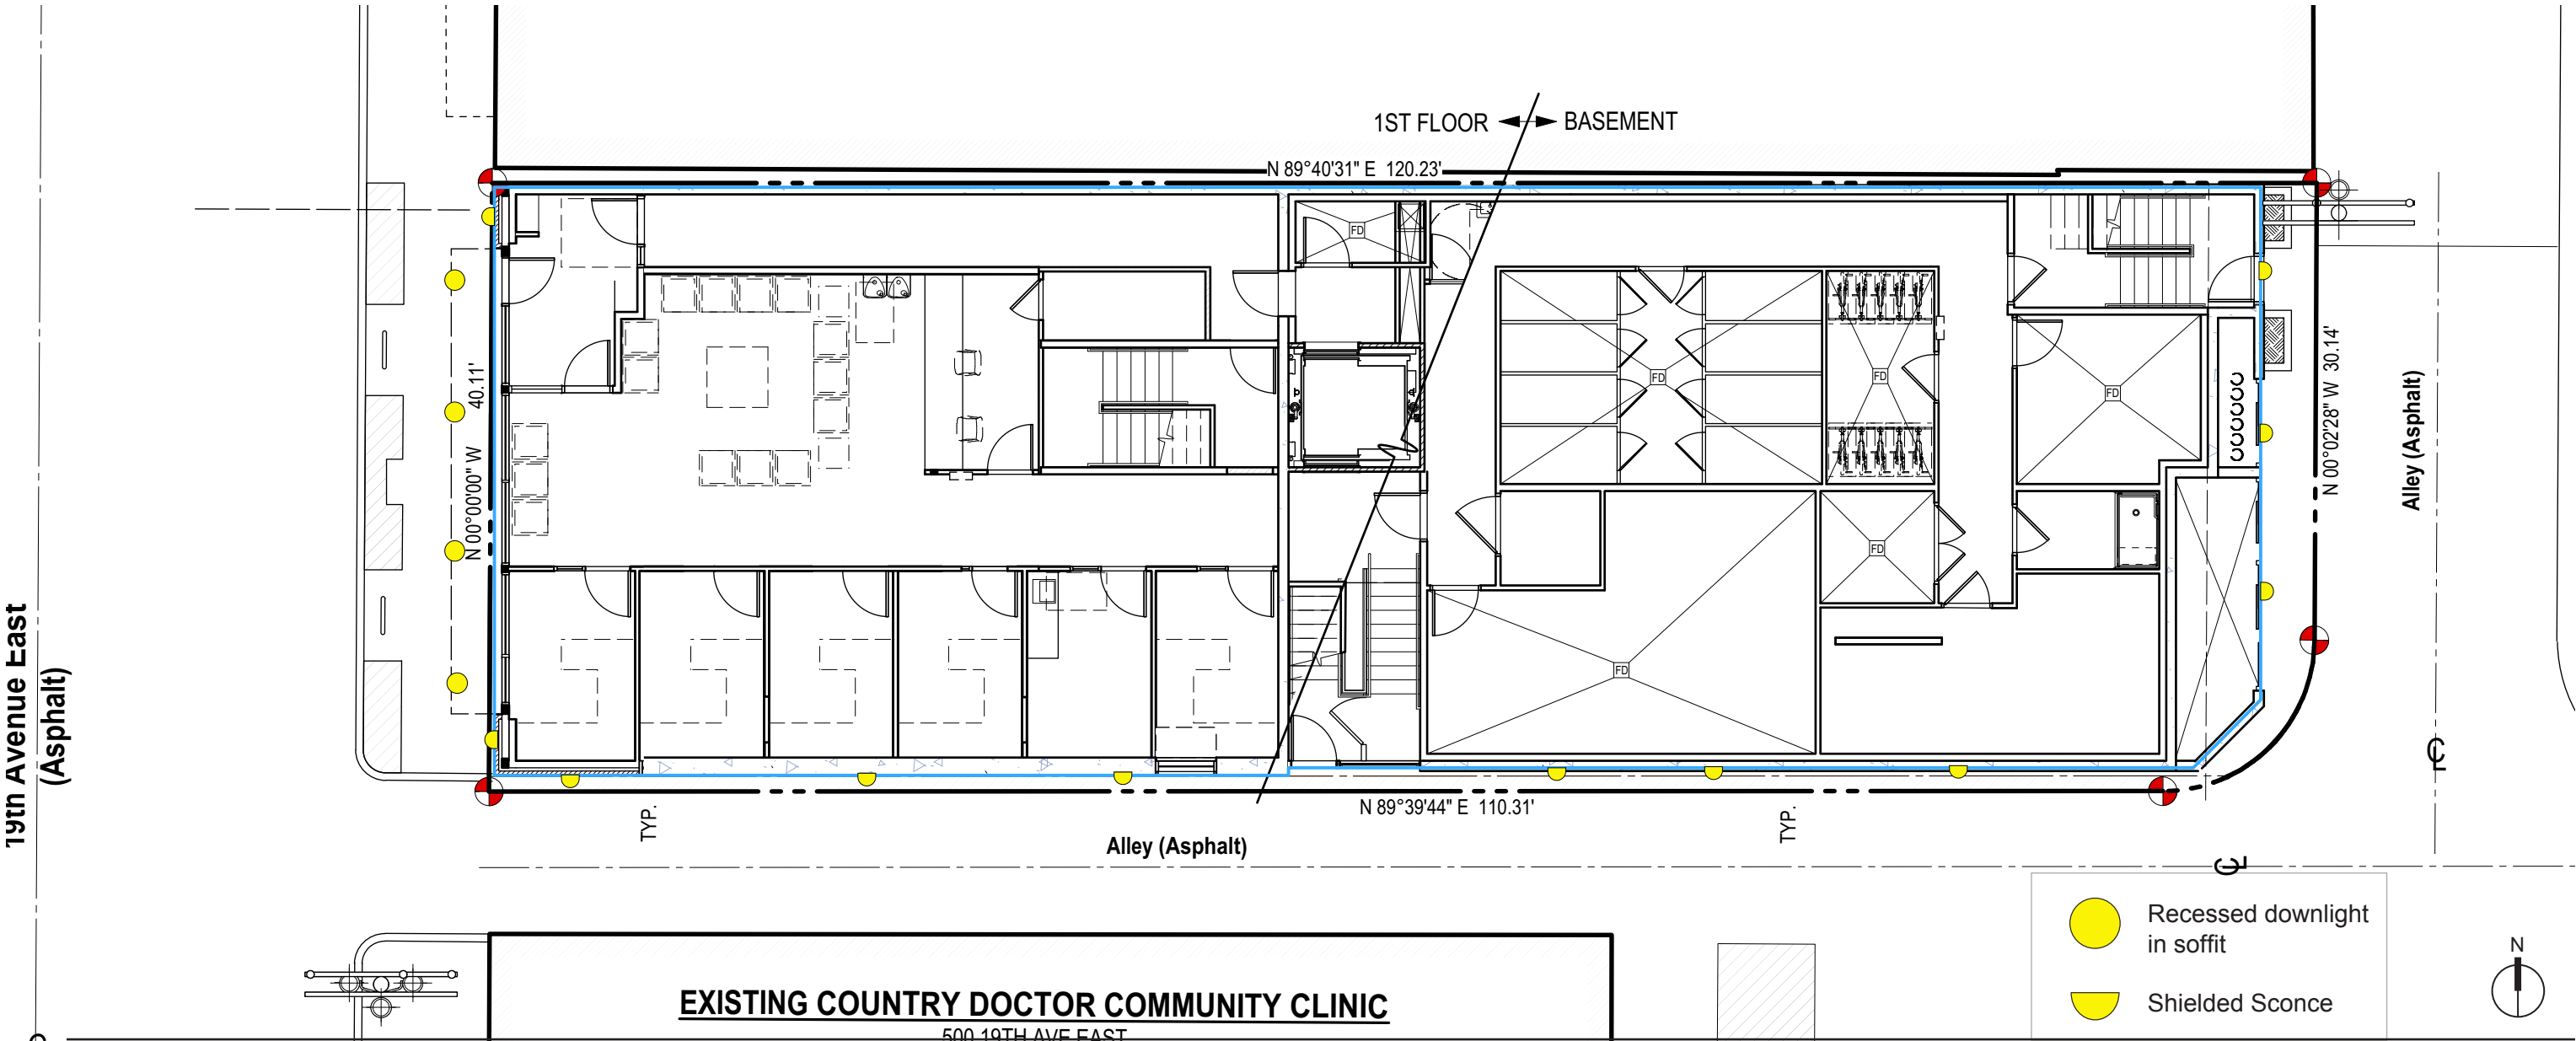 1ST FLOOR
BASEMENT
N 89°40'31" E 120.23'
FD
FD
FD
FD
N 00°00'00" W 40.11'
N 00°02'28" W 30.14'
Alley (Asphalt)
19th Avenue East
(Asphalt)
FD
FD
TYP.
N 89°39'44" E 110.31'
TYP.
Alley (Asphalt)
Recessed downlight
in soffit
Shielded Sconce
N
EXISTING COUNTRY DOCTOR COMMUNITY CLINIC
500 19TH AVE EAST